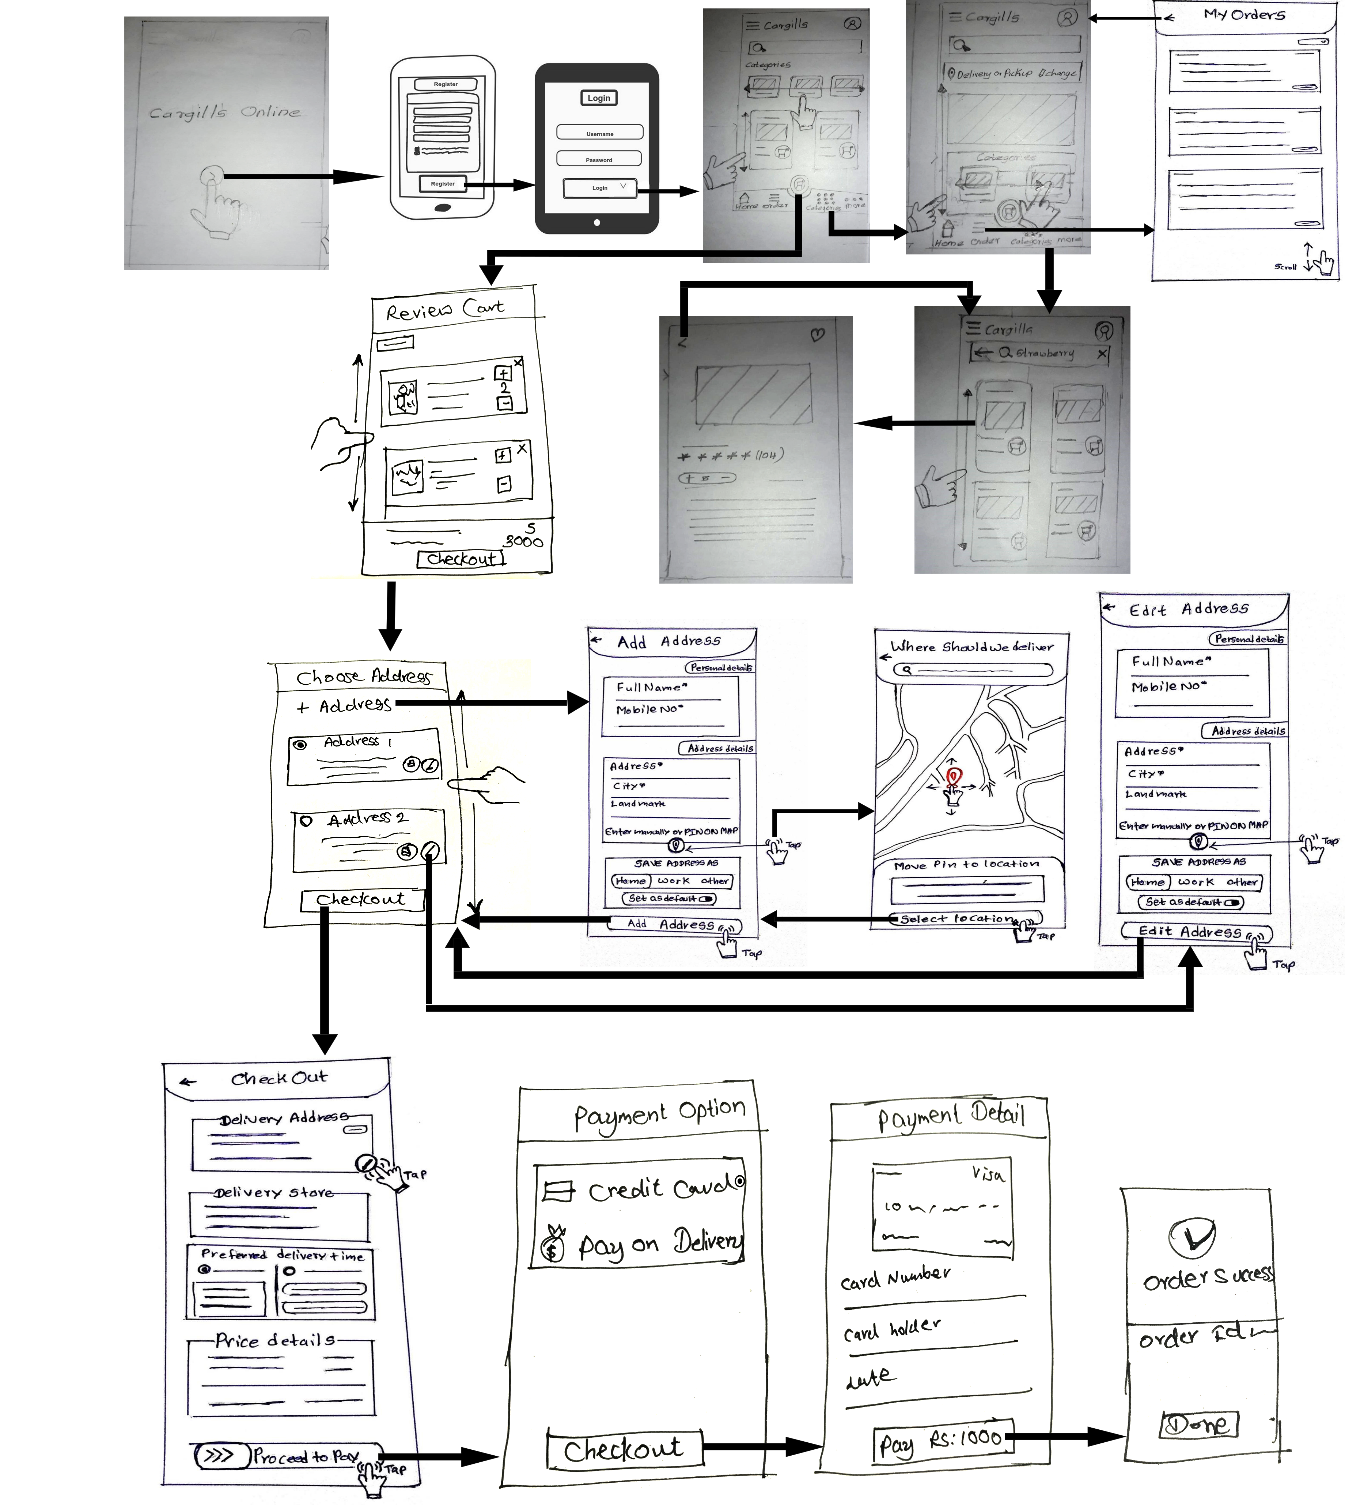 Cargills Online
Register
Register
Login
Username
Password
Login
Cargills
Categories
Home
order
Categories
more
Cargills
Delivery or Pickup
change
Categories
Home
Order
Categories
more
My Orders
Scroll
Review Cart
2
3000
Checkout
(104)
Cargills
Strawberry
Choose Address
+ Address
Address 1
Address 2
Checkout
Add Address
Personal details
Full Name*
Mobile No*
Address details
Address*
City*
Landmark
Enter manually or PIN ON MAP
Tap
SAVE ADDRESS AS
Home Work Other
Set as default
Add Address
Tap
Where Should we deliver
Move Pin to location
Select location
Tap
Edit Address
Personal details
Full Name*
Mobile No*
Address details
Address*
City*
Landmark
Enter manually or PIN ON MAP
Tap
SAVE ADDRESS AS
Home Work Other
Set as default
Edit Address
Tap
Check Out
Delivery Address
Tap
Delivery Store
Preferred delivery time
Price details
>>> Proceed to Pay
Tap
Payment Option
Credit Card
$ Pay on Delivery
Checkout
Payment Detail
Visa
Card Number
Card holder
Date
Pay RS:1000
Order Success
Order Id
Done